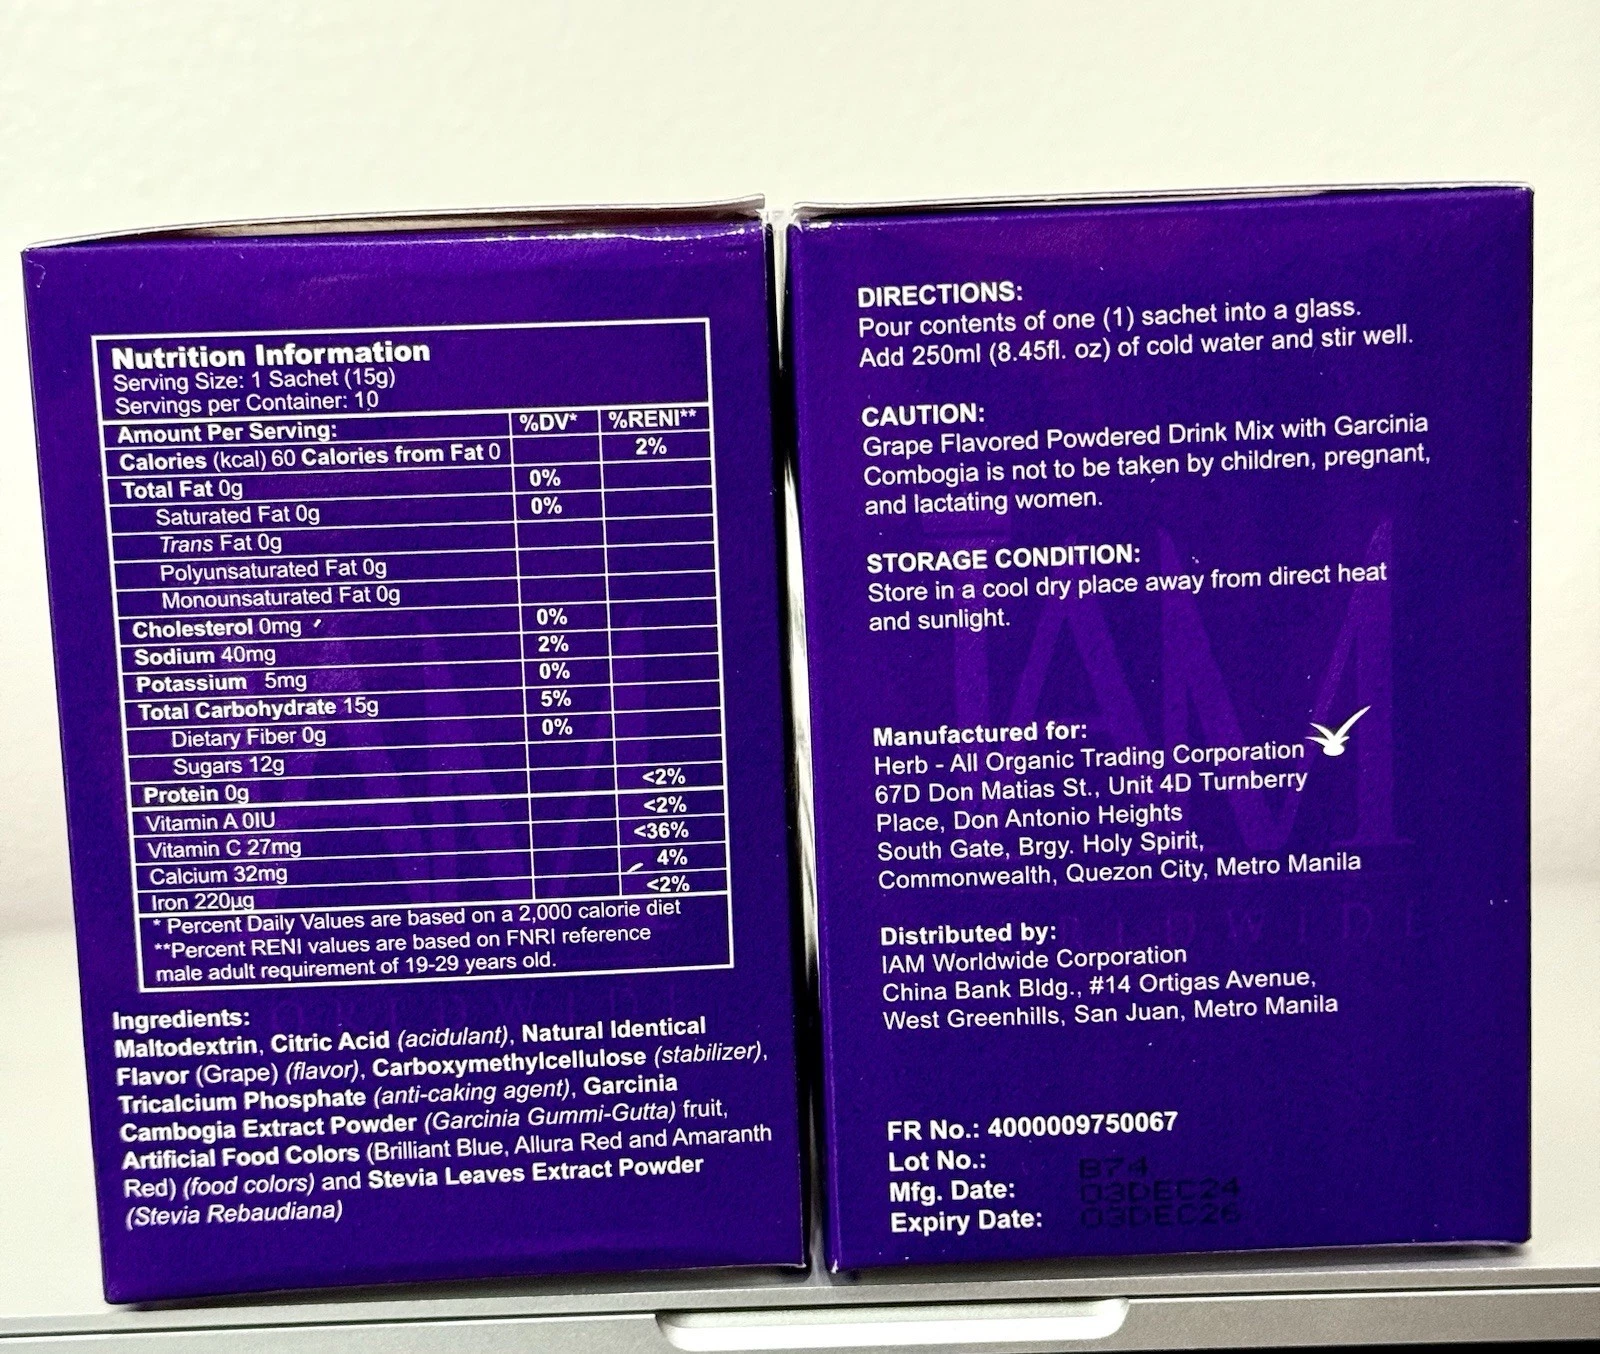 Nutrition Information
Serving Size: 1 Sachet (15g)
Servings per Container: 10
Amount Per Serving: %DV* %RENI**
Calories (kcal) 60 Calories from Fat 0 2%
Total Fat 0g 0%
Saturated Fat 0g 0%
Trans Fat 0g
Polyunsaturated Fat 0g
Monounsaturated Fat 0g
Cholesterol 0mg 0%
Sodium 40mg 2%
Potassium 5mg 0%
Total Carbohydrate 15g 5%
Dietary Fiber 0g 0%
Sugars 12g
Protein 0g <2%
Vitamin A 0IU <2%
Vitamin C 27mg <36%
Calcium 32mg 4%
Iron 220µg <2%
* Percent Daily Values are based on a 2,000 calorie diet
**Percent RENI values are based on FNRI reference
male adult requirement of 19-29 years old.
Ingredients:
Maltodextrin, Citric Acid (acidulant), Natural Identical
Flavor (Grape) (flavor), Carboxymethylcellulose (stabilizer),
Tricalcium Phosphate (anti-caking agent), Garcinia
Cambogia Extract Powder (Garcinia Gummi-Gutta) fruit,
Artificial Food Colors (Brilliant Blue, Allura Red and Amaranth
Red) (food colors) and Stevia Leaves Extract Powder
(Stevia Rebaudiana)
DIRECTIONS:
Pour contents of one (1) sachet into a glass.
Add 250ml (8.45fl. oz) of cold water and stir well.
CAUTION:
Grape Flavored Powdered Drink Mix with Garcinia
Combogia is not to be taken by children, pregnant,
and lactating women.
STORAGE CONDITION:
Store in a cool dry place away from direct heat
and sunlight.
IAM
Manufactured for:
Herb - All Organic Trading Corporation
67D Don Matias St., Unit 4D Turnberry
Place, Don Antonio Heights
South Gate, Brgy. Holy Spirit,
Commonwealth, Quezon City, Metro Manila
Distributed by:
IAM Worldwide Corporation
China Bank Bldg., #14 Ortigas Avenue,
West Greenhills, San Juan, Metro Manila
FR No.: 4000009750067
Lot No.: B74
Mfg. Date: 03DEC24
Expiry Date: 03DEC26